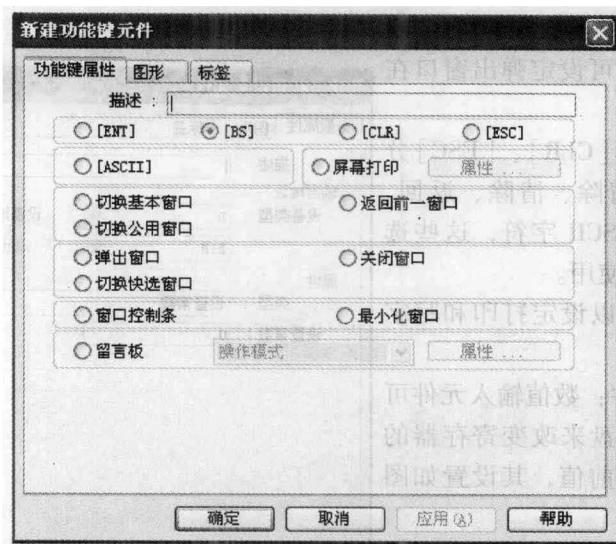 新建功能键元件
功能键属性 图形 标签
描述：
[ENT] [BS] [CLR] [ESC]
[ASCII] 屏幕打印 属性 ...
切换基本窗口 返回前一窗口
切换公用窗口
弹出窗口 关闭窗口
切换快选窗口
窗口控制条 最小化窗口
留言板 操作模式 属性 ...
确定 取消 应用(A) 帮助